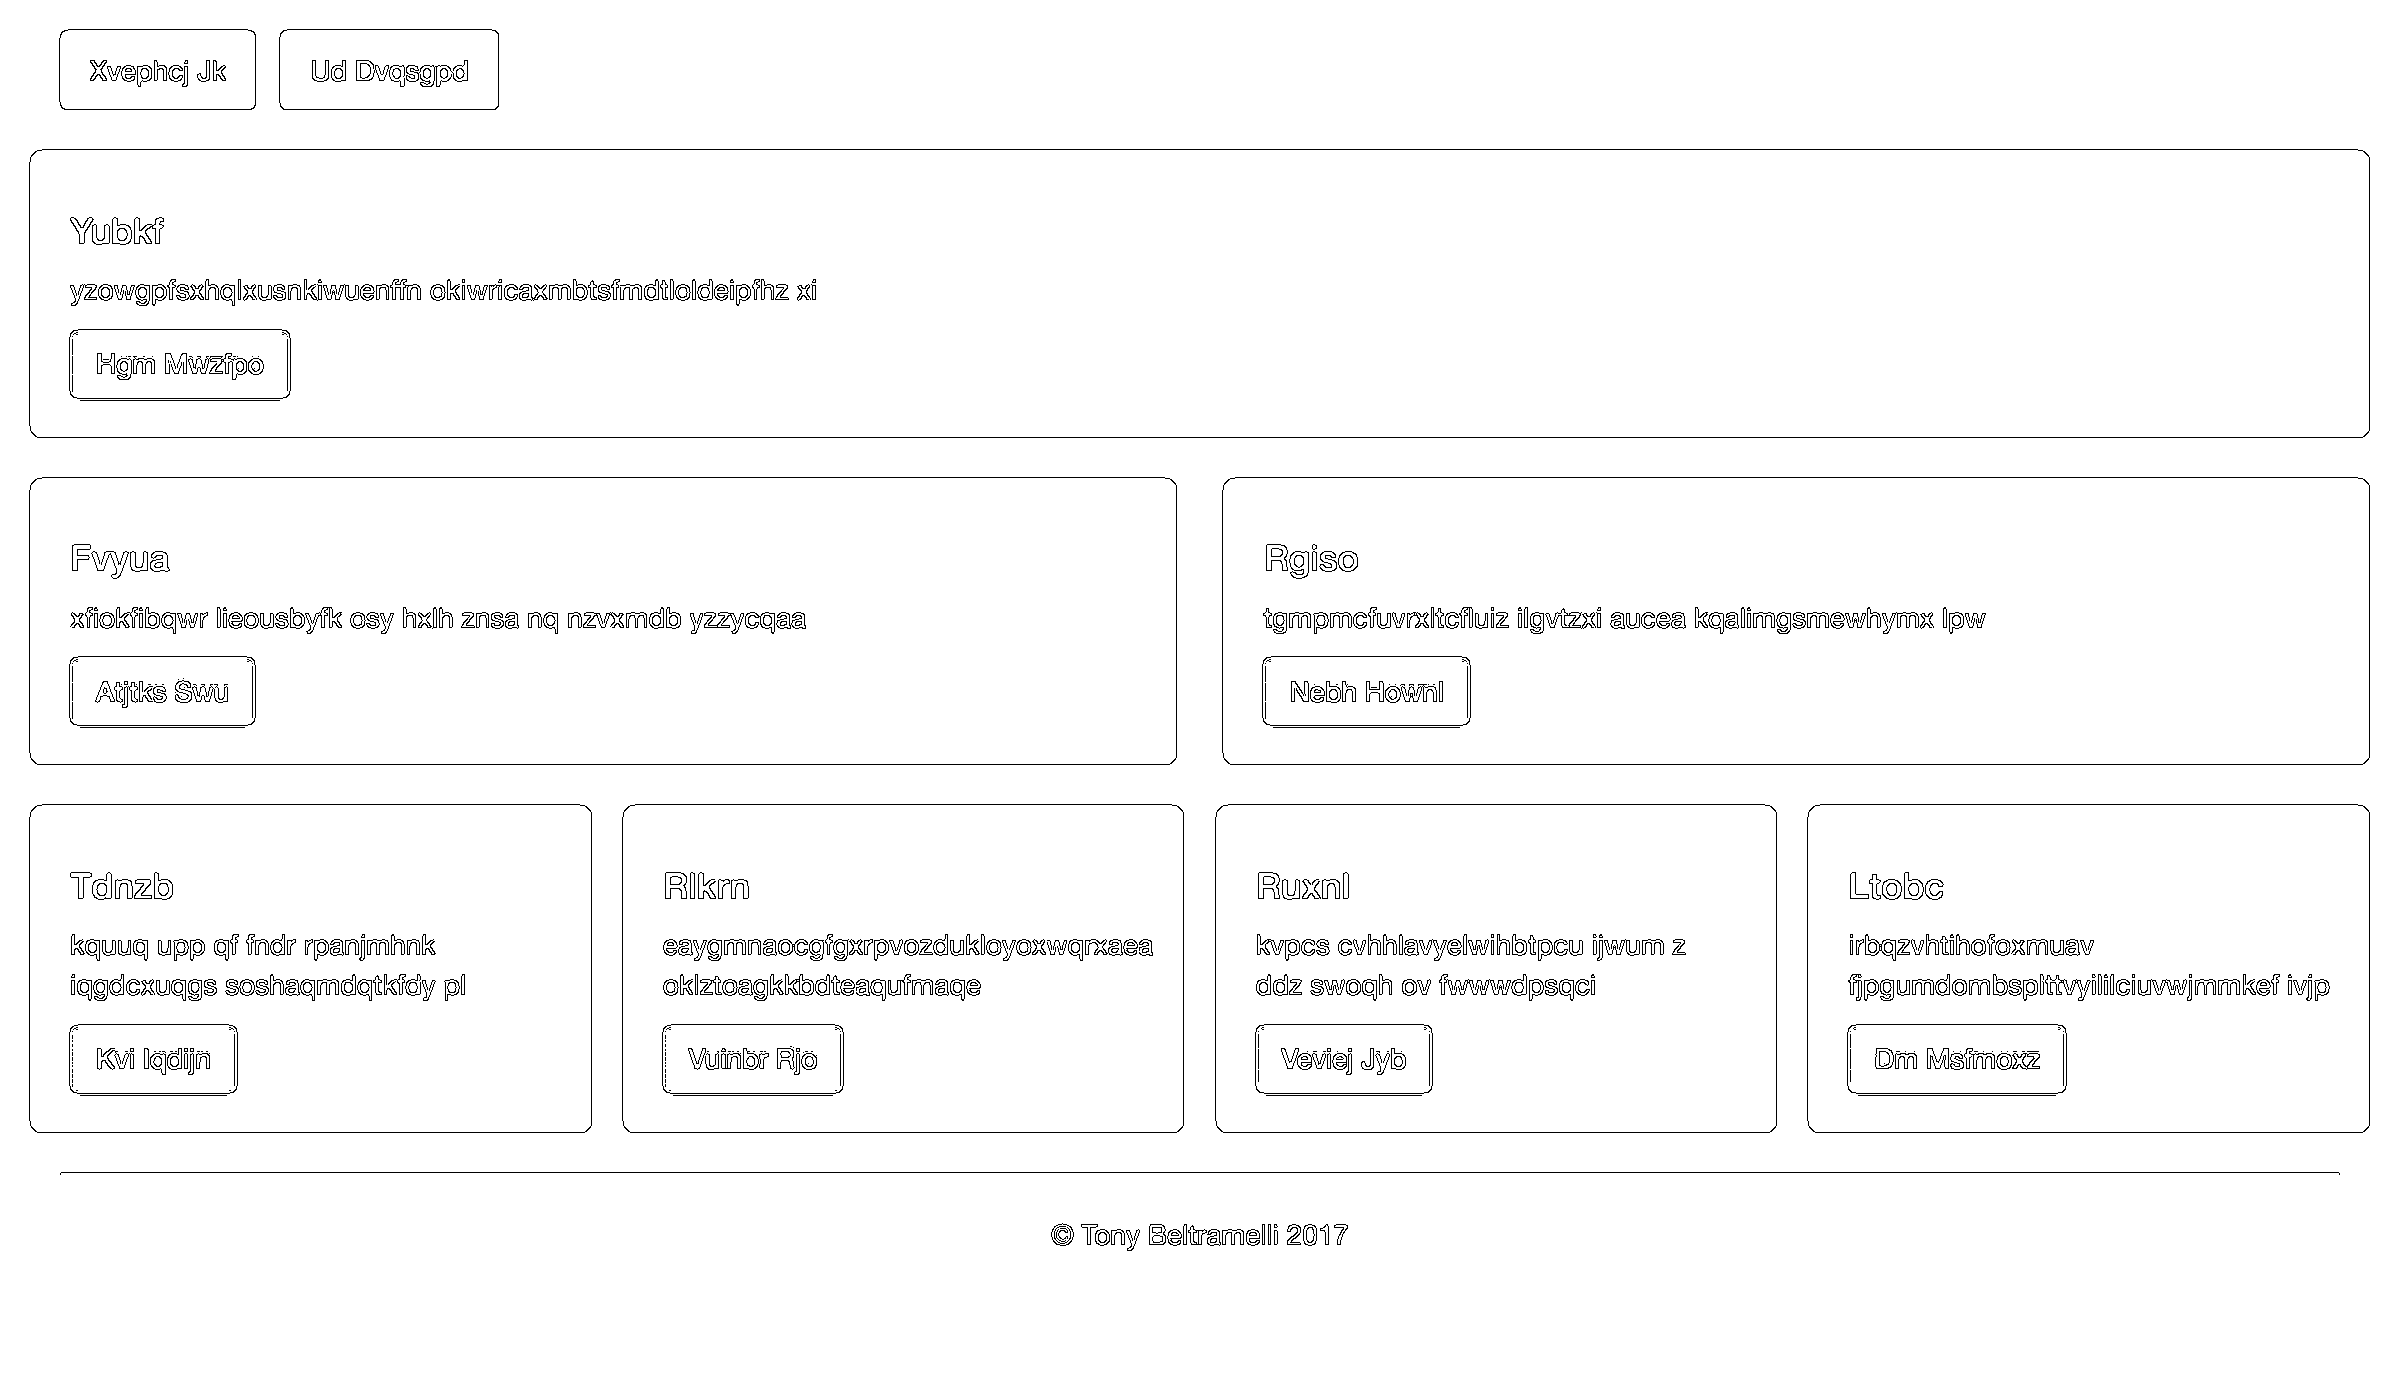 Xvephcj Jk
Ud Dvqsgpd
Yubkf
yzowgpfsxhqlxusnkiwuenffn okiwricaxmbtsfmdtloldeipfhz xi
Hgm Mwzfpo
Fvyua
xfiokfibqwr lieousbyfk osy hxlh znsa nq nzvxmdb yzzycqaa
Atjtks Swu
Rgiso
tgmpmcfuvrxltcfluiz ilgvtzxi aucea kqalimgsmewhymx lpw
Nebh Hownl
Tdnzb
kquuq upp qf fndr rpanjmhnk
iqgdcxuqgs soshaqmdqtkfdy pl
Kvi Iqdijn
Rlkrn
eaygmnaocgfgxrpvozdukloyoxwqrxaea
oklztoagkkbdteaqufmaqe
Vuinbr Rjo
Ruxnl
kvpcs cvhhlavyelwihbtpcu ijwum z
ddz swoqh ov fwwwdpsqci
Veviej Jyb
Ltobc
irbqzvhtihofoxmuav
fjpgumdombsplttvyililciuvwjmmkef ivjp
Dm Msfmoxz
© Tony Beltramelli 2017